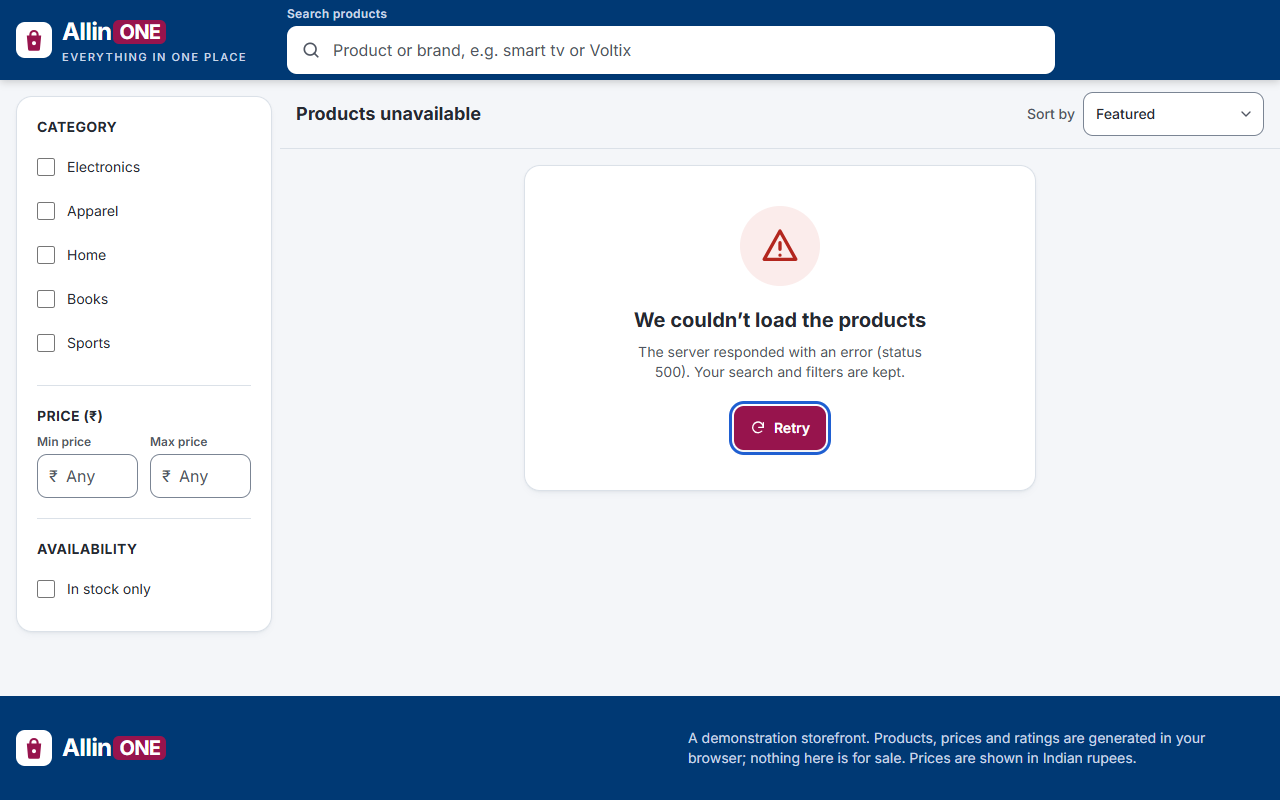 Allin ONE
EVERYTHING IN ONE PLACE
Search products
Product or brand, e.g. smart tv or Voltix
CATEGORY
Electronics
Apparel
Home
Books
Sports
PRICE (₹)
Min price
Max price
₹ Any
₹ Any
AVAILABILITY
In stock only
Products unavailable
Sort by
Featured
We couldn’t load the products
The server responded with an error (status
500). Your search and filters are kept.
Retry
Allin ONE
A demonstration storefront. Products, prices and ratings are generated in your
browser; nothing here is for sale. Prices are shown in Indian rupees.